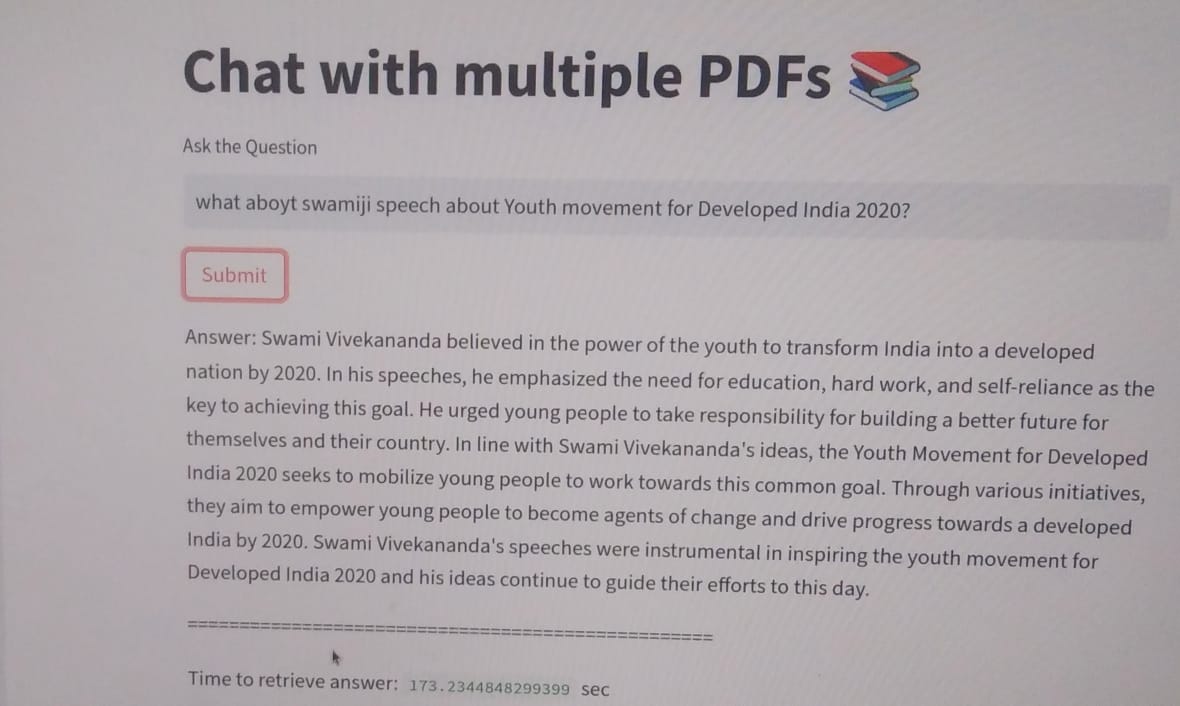 Chat with multiple PDFs
Ask the Question
what aboyt swamiji speech about Youth movement for Developed India 2020?
Submit
Answer: Swami Vivekananda believed in the power of the youth to transform India into a developed
nation by 2020. In his speeches, he emphasized the need for education, hard work, and self-reliance as the
key to achieving this goal. He urged young people to take responsibility for building a better future for
themselves and their country. In line with Swami Vivekananda's ideas, the Youth Movement for Developed
India 2020 seeks to mobilize young people to work towards this common goal. Through various initiatives,
they aim to empower young people to become agents of change and drive progress towards a developed
India by 2020. Swami Vivekananda's speeches were instrumental in inspiring the youth movement for
Developed India 2020 and his ideas continue to guide their efforts to this day.
==================================================
Time to retrieve answer: 173.2344848299399 sec